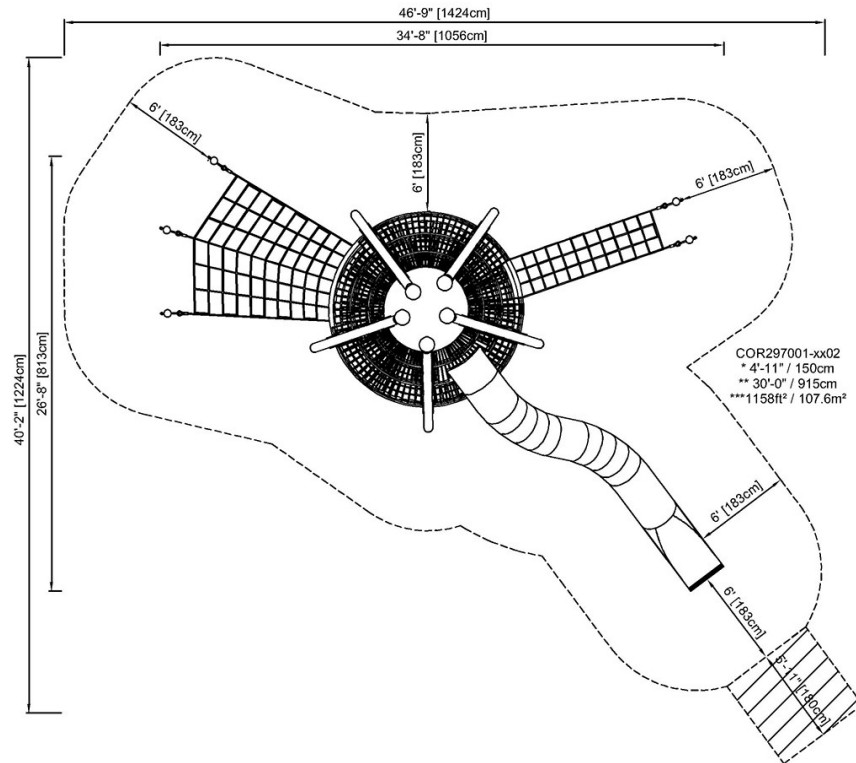 46'-9" [1424cm]
34'-8" [1056cm]
6' [183cm]
6' [183cm]
6' [183cm]
40'-2" [1224cm]
26'-8" [813cm]
COR297001-xx02
* 4'-11" / 150cm
** 30'-0" / 915cm
***1158ft² / 107.6m²
6' [183cm]
6' [183cm]
5'-11" [180cm]